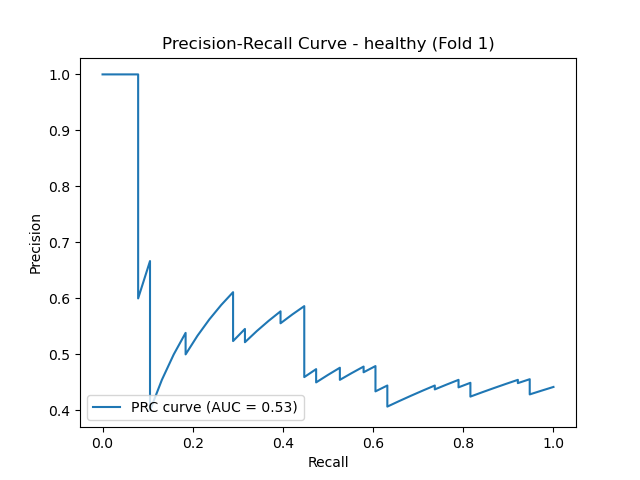 Precision-Recall Curve - healthy (Fold 1)
1.0
0.9
0.8
0.7
0.6
0.5
0.4
Precision
PRC curve (AUC = 0.53)
0.0 0.2 0.4 0.6 0.8 1.0
Recall